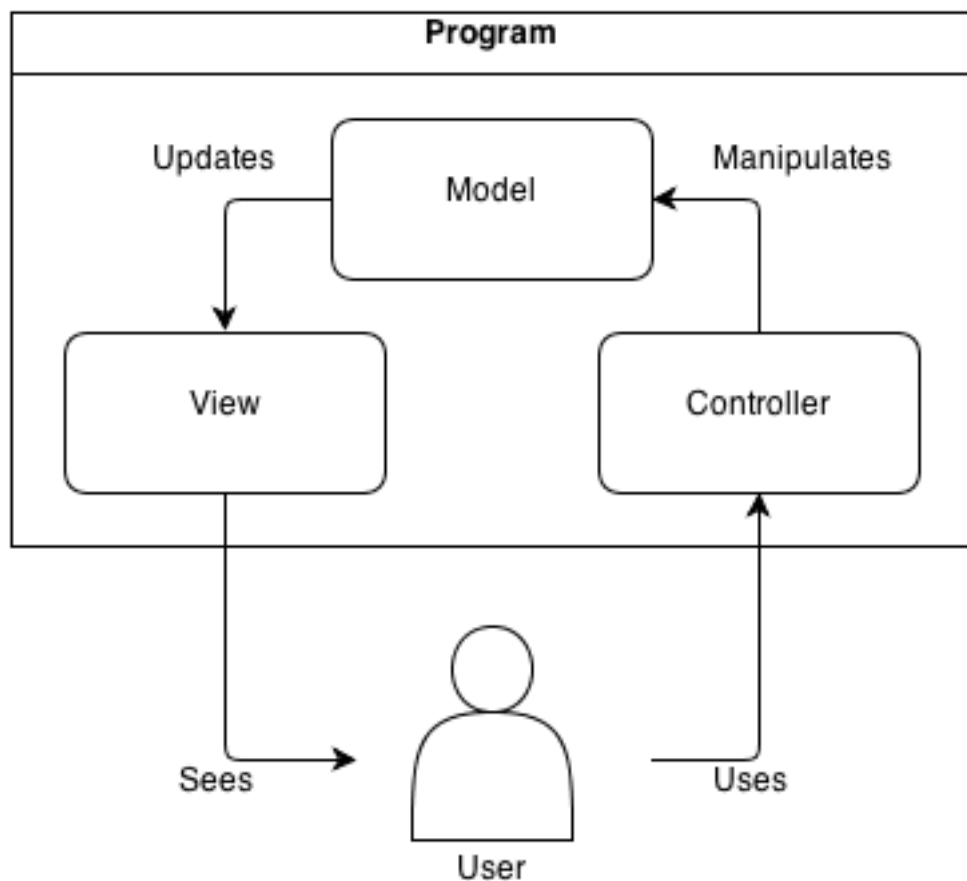 Program
Updates
Manipulates
Model
View
Controller
Sees
Uses
User